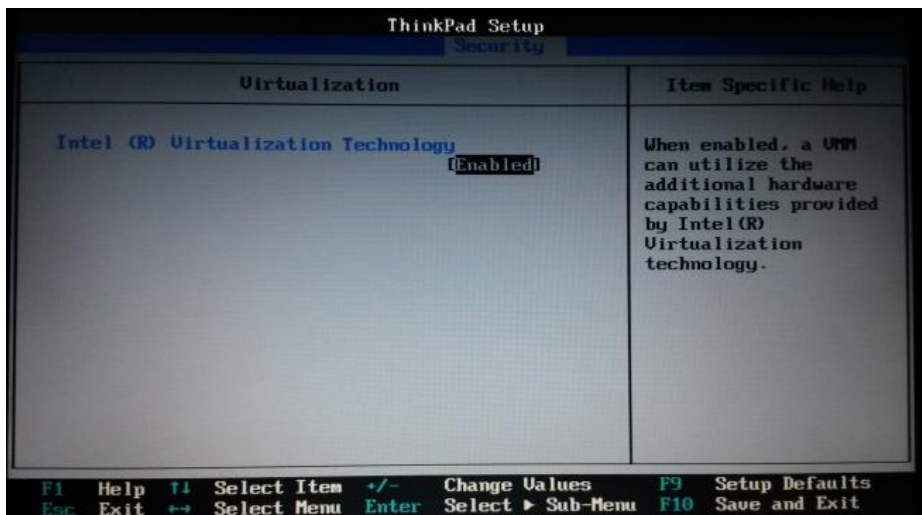 ThinkPad Setup
Security
Virtualization
Item Specific Help
Intel (R) Virtualization Technology
[Enabled]
When enabled, a VMM
can utilize the
additional hardware
capabilities provided
by Intel(R)
Virtualization
technology.
F1 Help ↑↓ Select Item +/- Change Values F9 Setup Defaults
Esc Exit ↔ Select Menu Enter Select ▶ Sub-Menu F10 Save and Exit